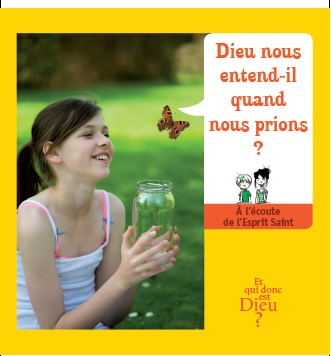 Dieu nous
entend-il
quand
nous prions
?
À l'écoute
de l'Esprit Saint
Et
qui donc
est
Dieu
?